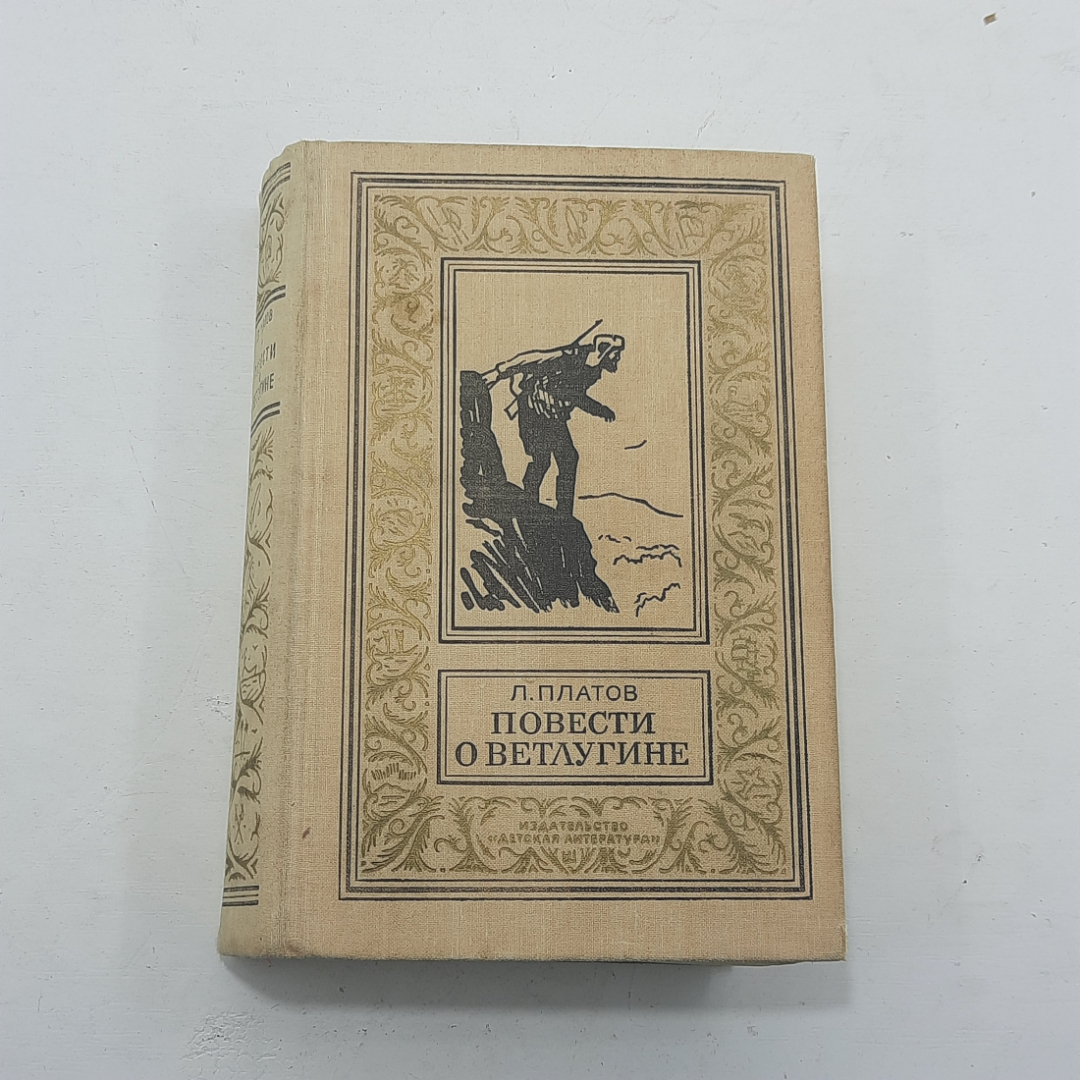 Л. ПЛАТОВ
ПОВЕСТИ
О ВЕТЛУГИНЕ
ИЗДАТЕЛЬСТВО
«ДЕТСКАЯ ЛИТЕРАТУРА»